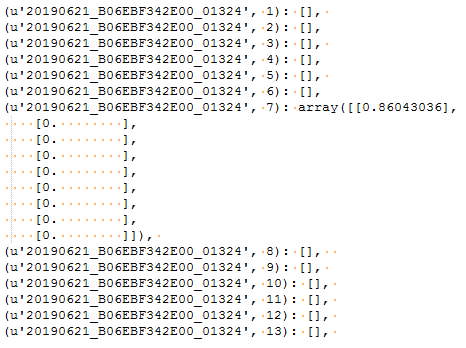 (u'20190621_B06EBF342E00_01324', 1): [],
(u'20190621_B06EBF342E00_01324', 2): [],
(u'20190621_B06EBF342E00_01324', 3): [],
(u'20190621_B06EBF342E00_01324', 4): [],
(u'20190621_B06EBF342E00_01324', 5): [],
(u'20190621_B06EBF342E00_01324', 6): [],
(u'20190621_B06EBF342E00_01324', 7): array([[0.86043036],
    [0.        ],
    [0.        ],
    [0.        ],
    [0.        ],
    [0.        ],
    [0.        ],
    [0.        ]]),
(u'20190621_B06EBF342E00_01324', 8): [],
(u'20190621_B06EBF342E00_01324', 9): [],
(u'20190621_B06EBF342E00_01324', 10): [],
(u'20190621_B06EBF342E00_01324', 11): [],
(u'20190621_B06EBF342E00_01324', 12): [],
(u'20190621_B06EBF342E00_01324', 13): [],